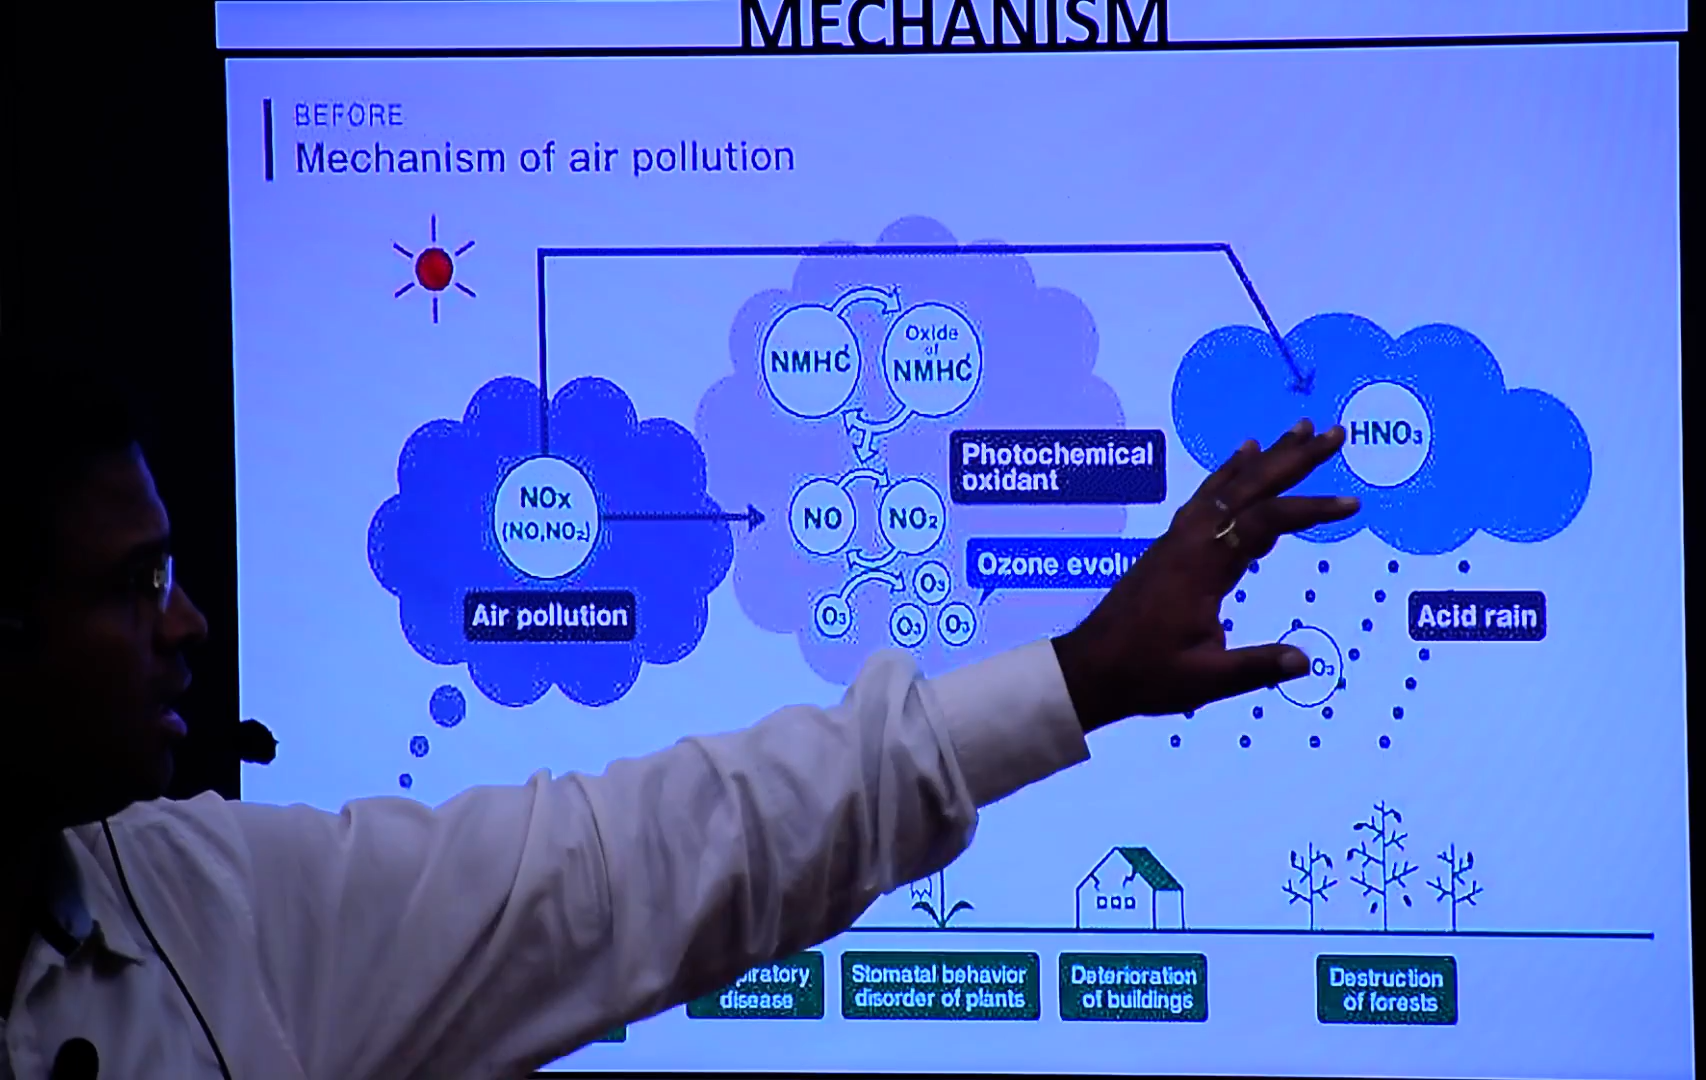 MECHANISM
BEFORE
Mechanism of air pollution
NMHC
Oxide
of
NMHC
NOx
(NO,NO₂)
Air pollution
NO
NO₂
O₃
O₃
O₃
O₃
Photochemical
oxidant
Ozone evolu
HNO₃
O₃
Acid rain
piratory
disease
Stomatal behavior
disorder of plants
Deterioration
of buildings
Destruction
of forests